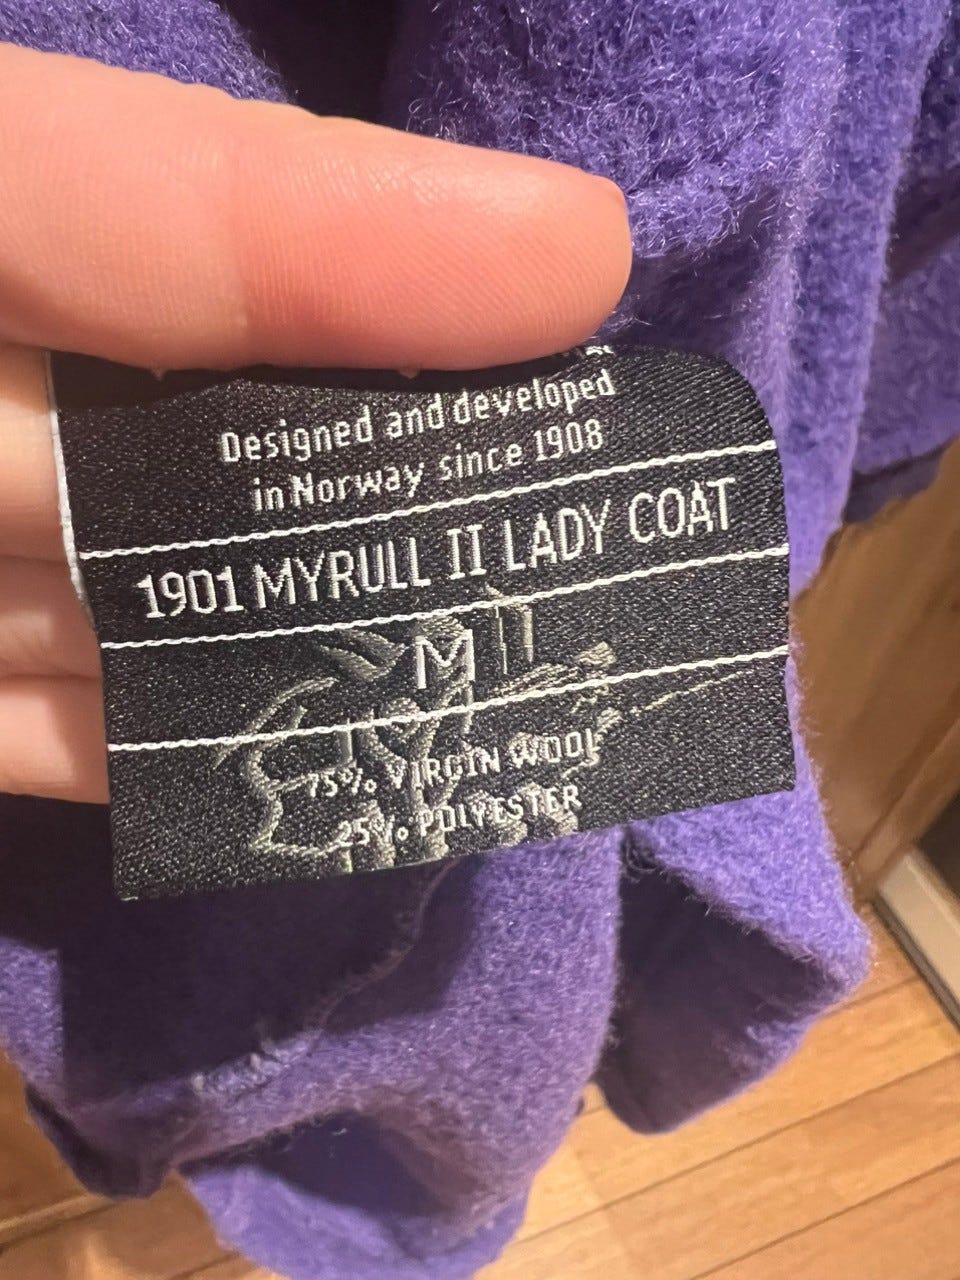 Designed and developed
in Norway since 1908
1901 MYRULL II LADY COAT
M
75% VIRGIN WOOL
25% POLYESTER